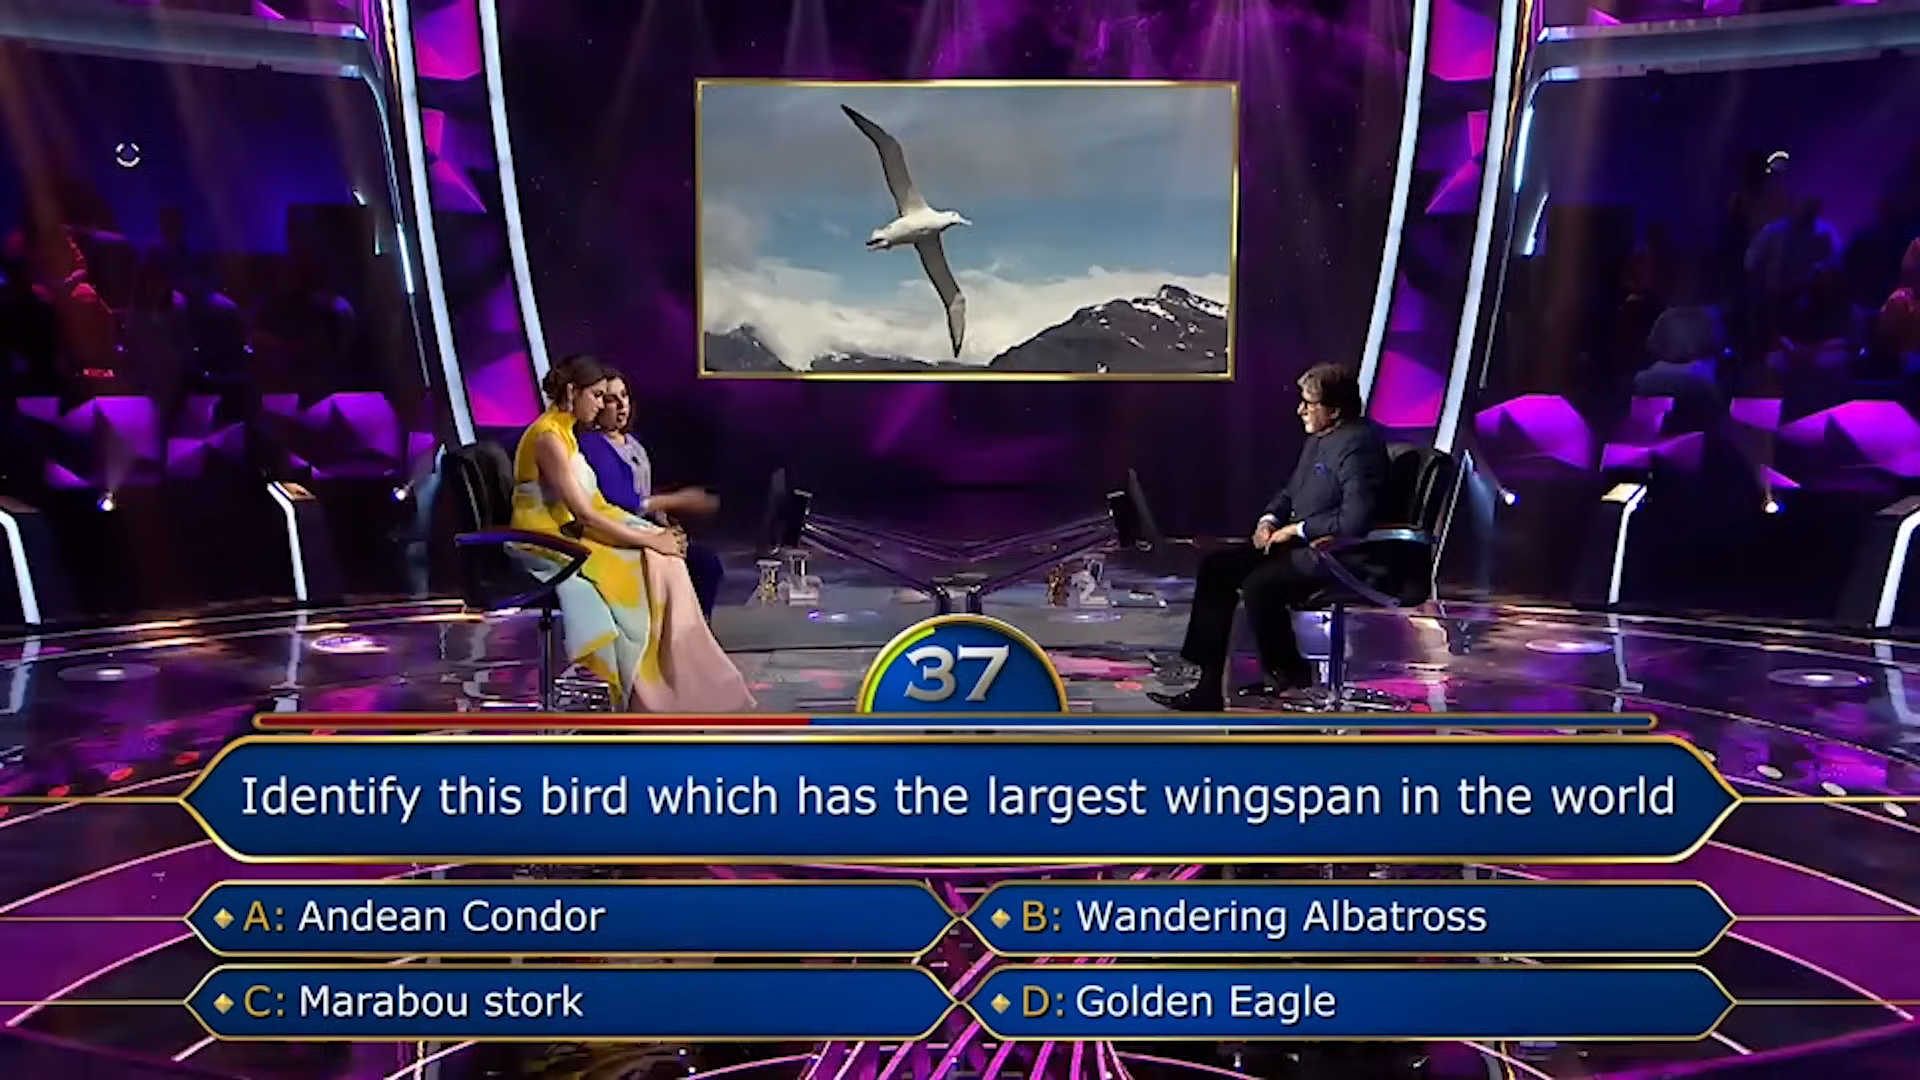 37
Identify this bird which has the largest wingspan in the world
A: Andean Condor
B: Wandering Albatross
C: Marabou stork
D: Golden Eagle